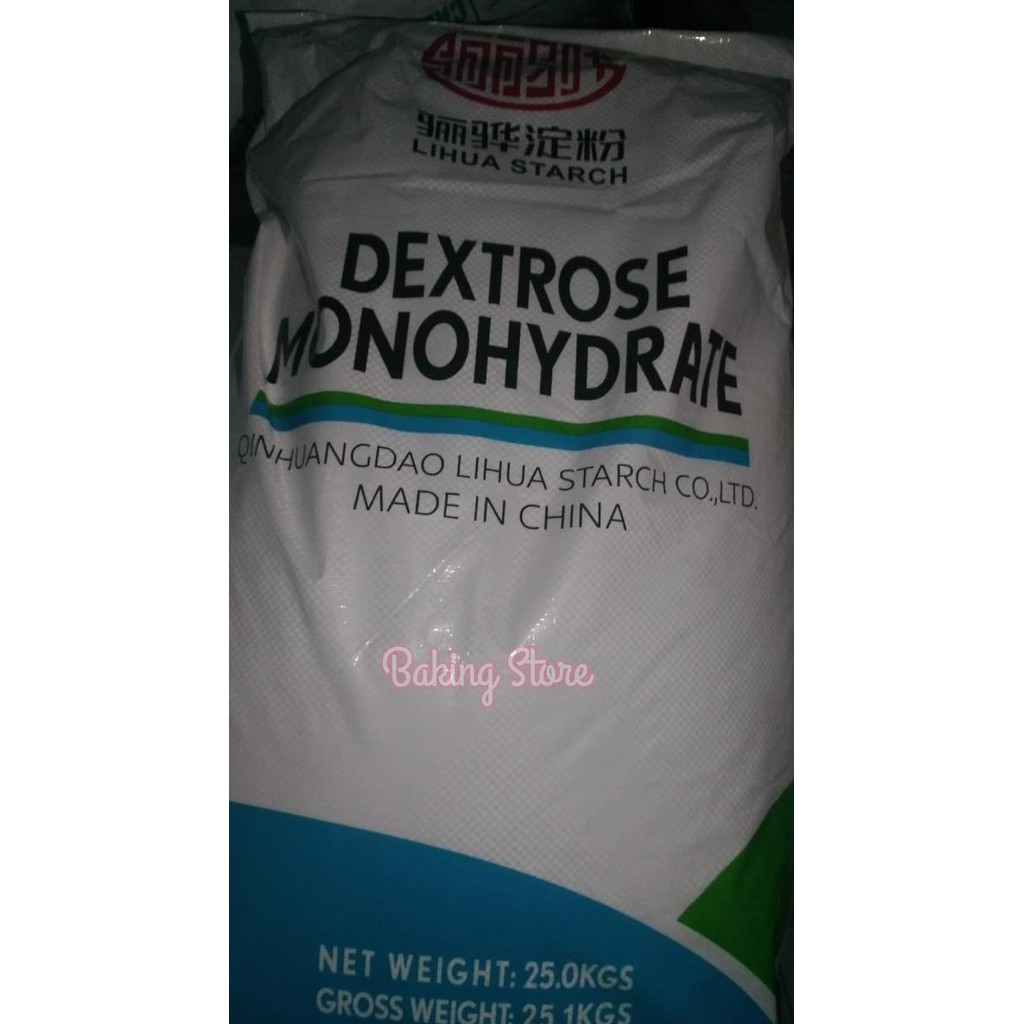 骊骅淀粉
LIHUA STARCH
DEXTROSE
MONOHYDRATE
QINHUANGDAO LIHUA STARCH CO.,LTD.
MADE IN CHINA
Baking Store
NET WEIGHT: 25.0KGS
GROSS WEIGHT: 25.1KGS